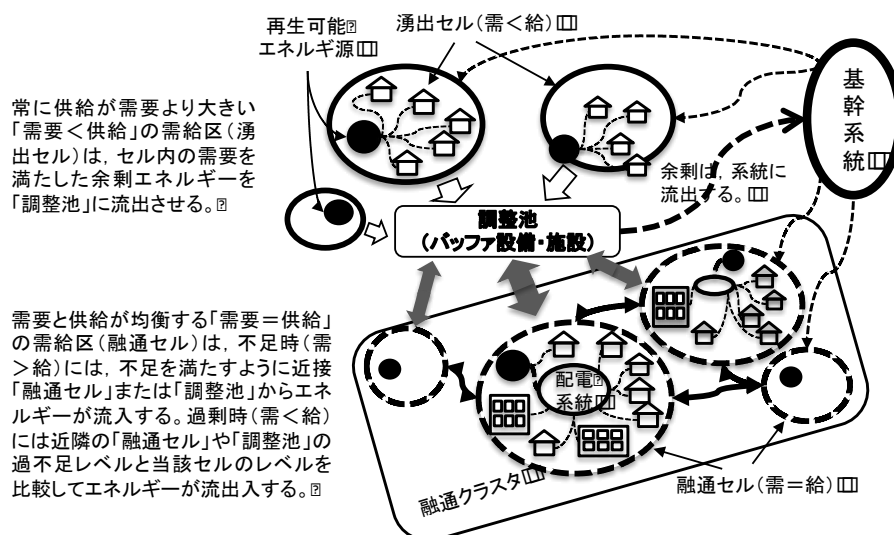 再生可能
エネルギ源
湧出セル(需<給)
基幹系統
常に供給が需要より大きい
「需要<供給」の需給区(湧
出セル)は，セル内の需要を
満たした余剰エネルギーを
「調整池」に流出させる。
余剰は，系統に
流出する。
調整池
(バッファ設備・施設)
需要と供給が均衡する「需要＝供給」
の需給区(融通セル)は，不足時(需
＞給)には，不足を満たすように近接
「融通セル」または「調整池」からエネ
ルギーが流入する。過剰時(需<給)
には近隣の「融通セル」や「調整池」の
過不足レベルと当該セルのレベルを
比較してエネルギーが流出入する。
配電
系統
融通クラスタ
融通セル(需＝給)